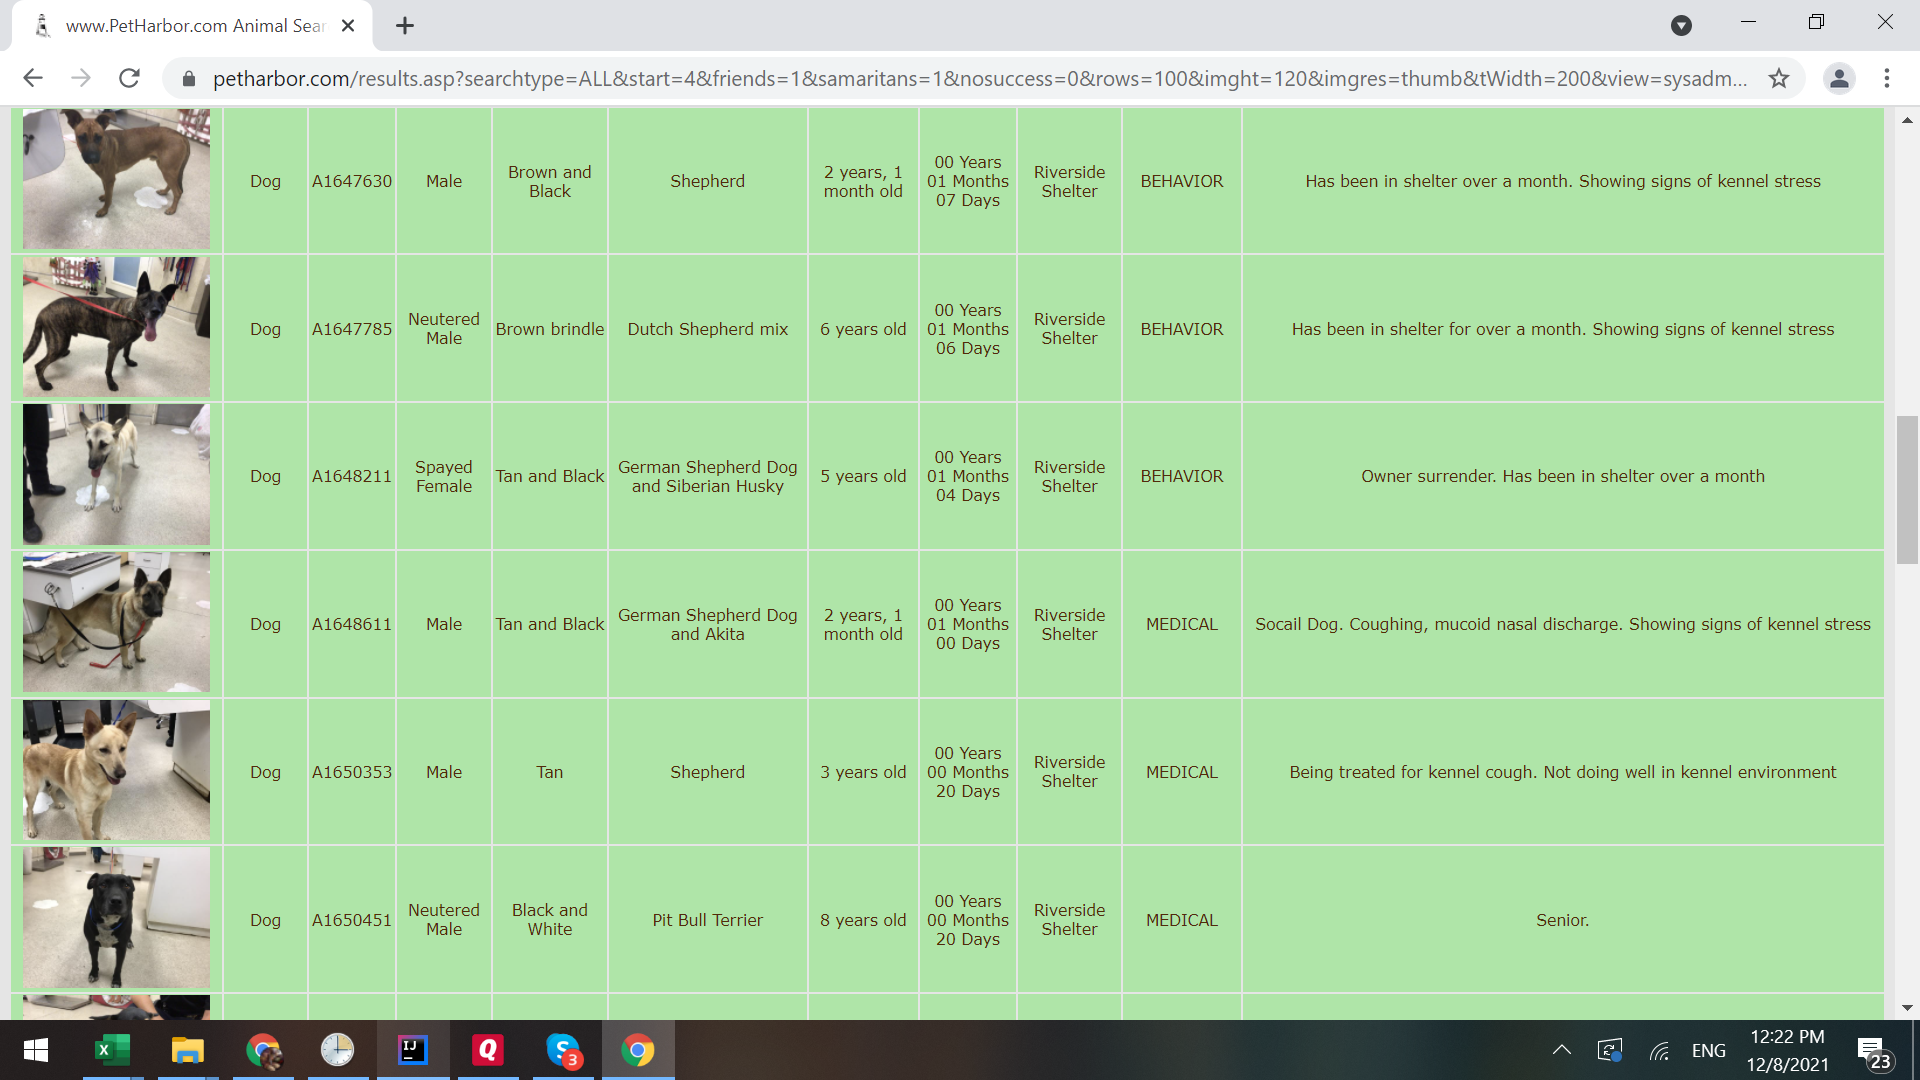 www.PetHarbor.com Animal Sear
petharbor.com/results.asp?searchtype=ALL&start=4&friends=1&samaritans=1&nosuccess=0&rows=100&imght=120&imgres=thumb&tWidth=200&view=sysadm...
Dog
A1647630
Male
Brown and
Black
Shepherd
2 years, 1
month old
00 Years
01 Months
07 Days
Riverside
Shelter
BEHAVIOR
Has been in shelter over a month. Showing signs of kennel stress
Dog
A1647785
Neutered
Male
Brown brindle
Dutch Shepherd mix
6 years old
00 Years
01 Months
06 Days
Riverside
Shelter
BEHAVIOR
Has been in shelter for over a month. Showing signs of kennel stress
Dog
A1648211
Spayed
Female
Tan and Black
German Shepherd Dog
and Siberian Husky
5 years old
00 Years
01 Months
04 Days
Riverside
Shelter
BEHAVIOR
Owner surrender. Has been in shelter over a month
Dog
A1648611
Male
Tan and Black
German Shepherd Dog
and Akita
2 years, 1
month old
00 Years
01 Months
00 Days
Riverside
Shelter
MEDICAL
Socail Dog. Coughing, mucoid nasal discharge. Showing signs of kennel stress
Dog
A1650353
Male
Tan
Shepherd
3 years old
00 Years
00 Months
20 Days
Riverside
Shelter
MEDICAL
Being treated for kennel cough. Not doing well in kennel environment
Dog
A1650451
Neutered
Male
Black and
White
Pit Bull Terrier
8 years old
00 Years
00 Months
20 Days
Riverside
Shelter
MEDICAL
Senior.
X
IJ
Q
S
3
ENG
12:22 PM
12/8/2021
23